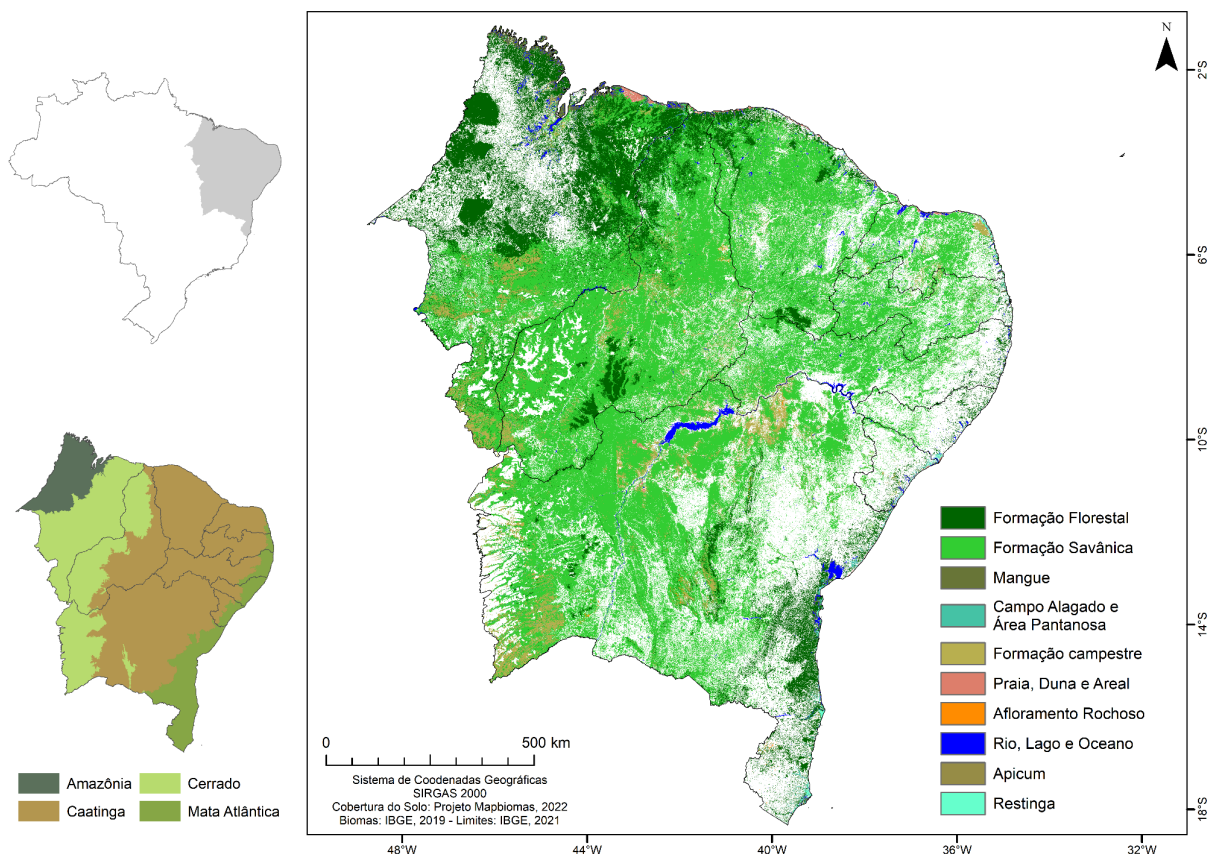 N
2°S
6°S
10°S
14°S
18°S
Formação Florestal
Formação Savânica
Mangue
Campo Alagado e
Área Pantanosa
Formação campestre
Praia, Duna e Areal
Afloramento Rochoso
Rio, Lago e Oceano
Apicum
Restinga
0 500 km
Sistema de Coodenadas Geográficas
SIRGAS 2000
Cobertura do Solo: Projeto Mapbiomas, 2022
Biomas: IBGE, 2019 - Limites: IBGE, 2021
Amazônia
Cerrado
Caatinga
Mata Atlântica
48°W
44°W
40°W
36°W
32°W